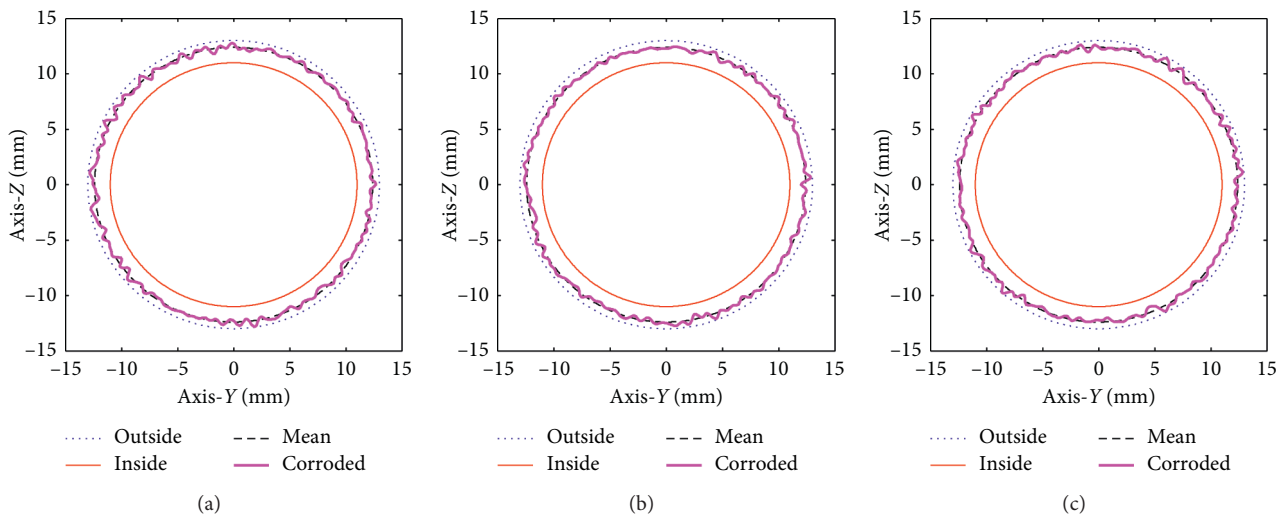 15
10
5
0
−5
−10
−15
Axis-Z (mm)
−15 −10 −5 0 5 10 15
Axis-Y (mm)
Outside Mean
Inside Corroded
(a)
15
10
5
0
−5
−10
−15
Axis-Z (mm)
−15 −10 −5 0 5 10 15
Axis-Y (mm)
Outside Mean
Inside Corroded
(b)
15
10
5
0
−5
−10
−15
Axis-Z (mm)
−15 −10 −5 0 5 10 15
Axis-Y (mm)
Outside Mean
Inside Corroded
(c)